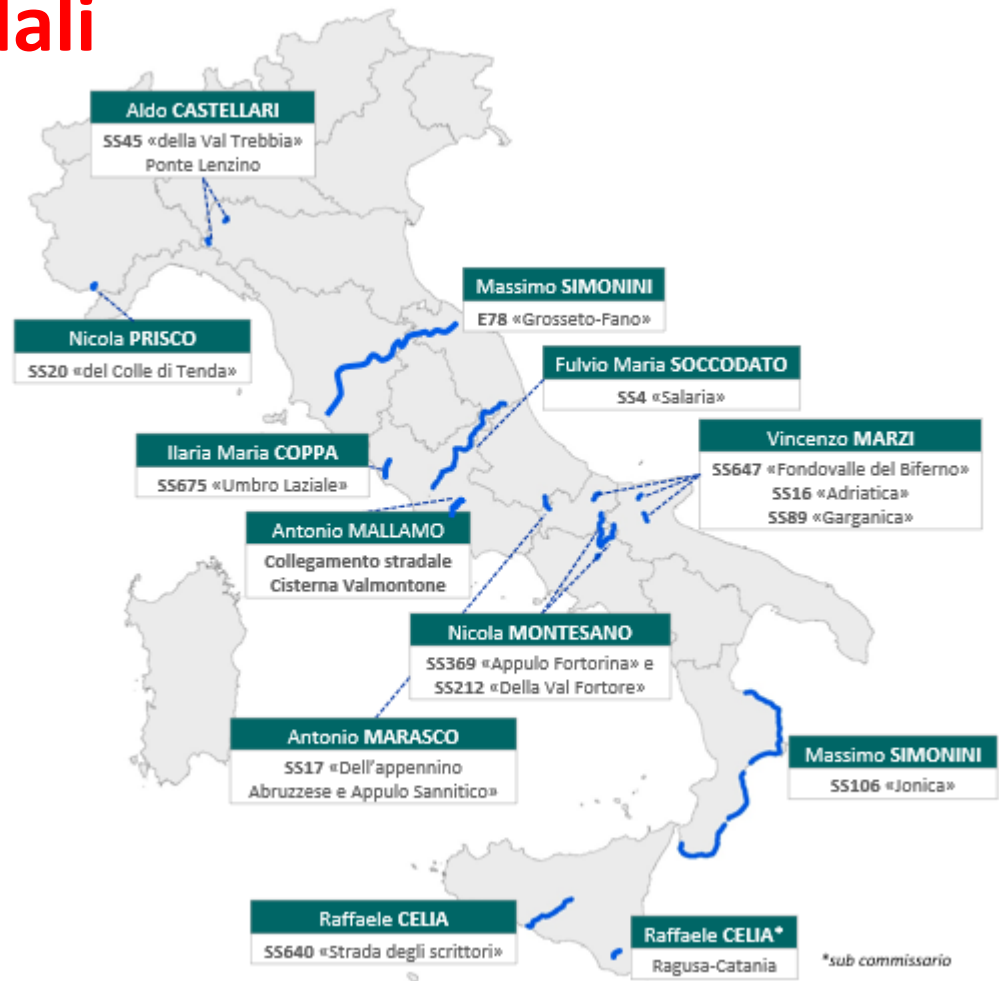 dali
Aldo CASTELLARI
SS45 «della Val Trebbia»
Ponte Lenzino
Massimo SIMONINI
E78 «Grosseto-Fano»
Nicola PRISCO
SS20 «del Colle di Tenda»
Fulvio Maria SOCCODATO
SS4 «Salaria»
Ilaria Maria COPPA
SS675 «Umbro Laziale»
Vincenzo MARZI
SS647 «Fondovalle del Biferno»
SS16 «Adriatica»
SS89 «Garganica»
Antonio MALLAMO
Collegamento stradale
Cisterna Valmontone
Nicola MONTESANO
SS369 «Appulo Fortorina» e
SS212 «Della Val Fortore»
Antonio MARASCO
SS17 «Dell'appennino
Abruzzese e Appulo Sannitico»
Massimo SIMONINI
SS106 «Jonica»
Raffaele CELIA
SS640 «Strada degli scrittori»
Raffaele CELIA*
Ragusa-Catania
*sub commissario